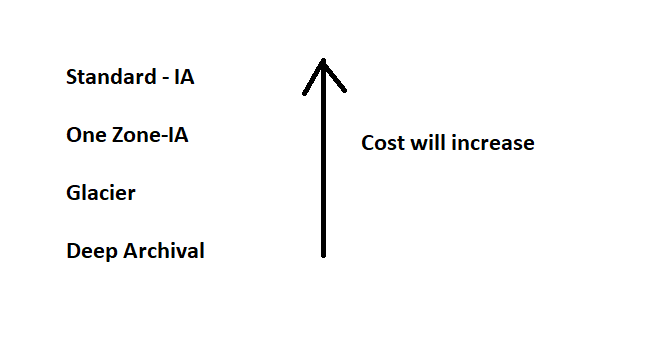 Standard - IA
One Zone-IA
Cost will increase
Glacier
Deep Archival